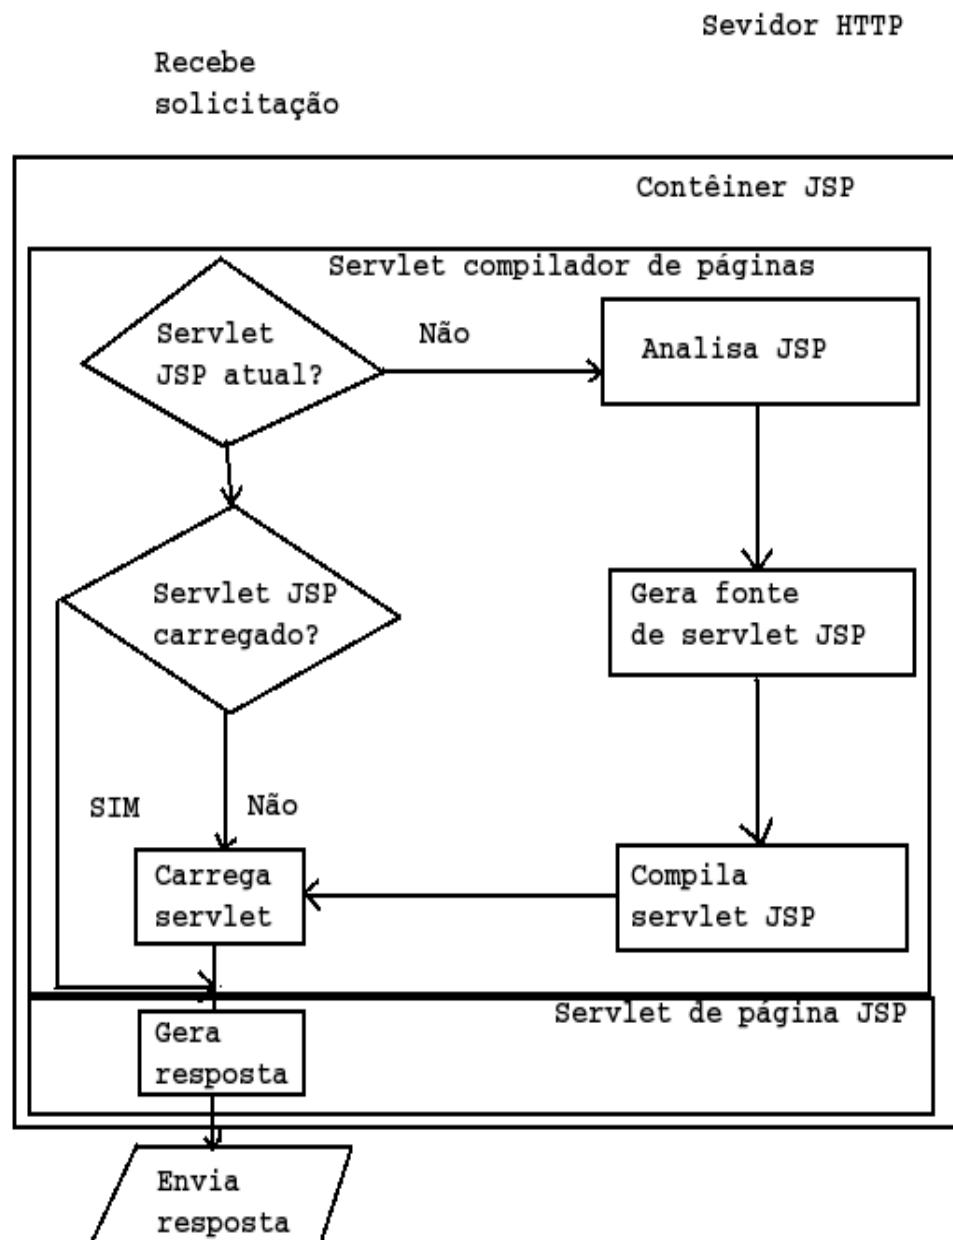 Sevidor HTTP
Recebe
solicitação
Contêiner JSP
Servlet compilador de páginas
Servlet
JSP atual?
Não
Analisa JSP
Servlet JSP
carregado?
Gera fonte
de servlet JSP
SIM
Não
Carrega
servlet
Compila
servlet JSP
Servlet de página JSP
Gera
resposta
Envia
resposta